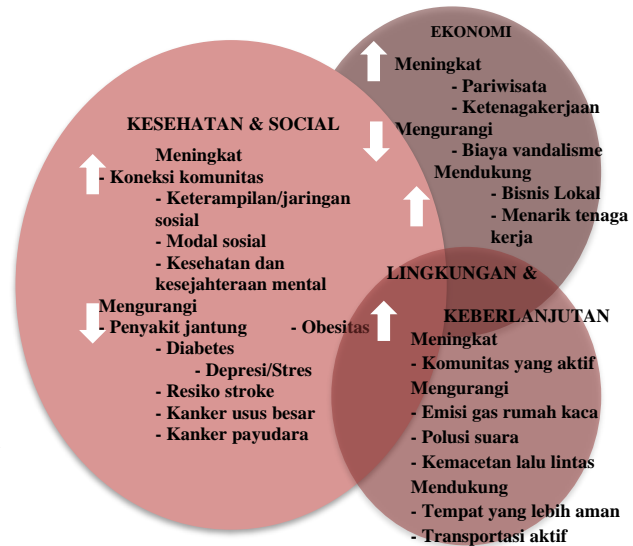 KESEHATAN & SOCIAL
Meningkat
- Koneksi komunitas
- Keterampilan/jaringan
sosial
- Modal sosial
- Kesehatan dan
kesejahteraan mental
Mengurangi
- Penyakit jantung - Obesitas
- Diabetes
- Depresi/Stres
- Resiko stroke
- Kanker usus besar
- Kanker payudara
EKONOMI
Meningkat
- Pariwisata
- Ketenagakerjaan
Mengurangi
- Biaya vandalisme
Mendukung
- Bisnis Lokal
- Menarik tenaga
kerja
LINGKUNGAN &
KEBERLANJUTAN
Meningkat
- Komunitas yang aktif
Mengurangi
- Emisi gas rumah kaca
- Polusi suara
- Kemacetan lalu lintas
Mendukung
- Tempat yang lebih aman
- Transportasi aktif